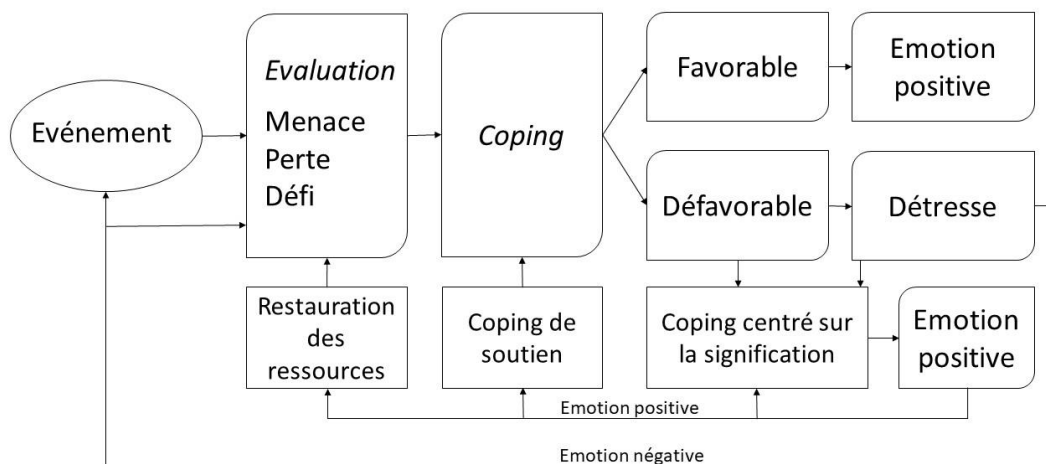 Evénement
Evaluation
Menace
Perte
Défi
Coping
Favorable
Emotion
positive
Défavorable
Détresse
Restauration
des
ressources
Coping de
soutien
Coping centré sur
la signification
Emotion
positive
Emotion positive
Emotion négative